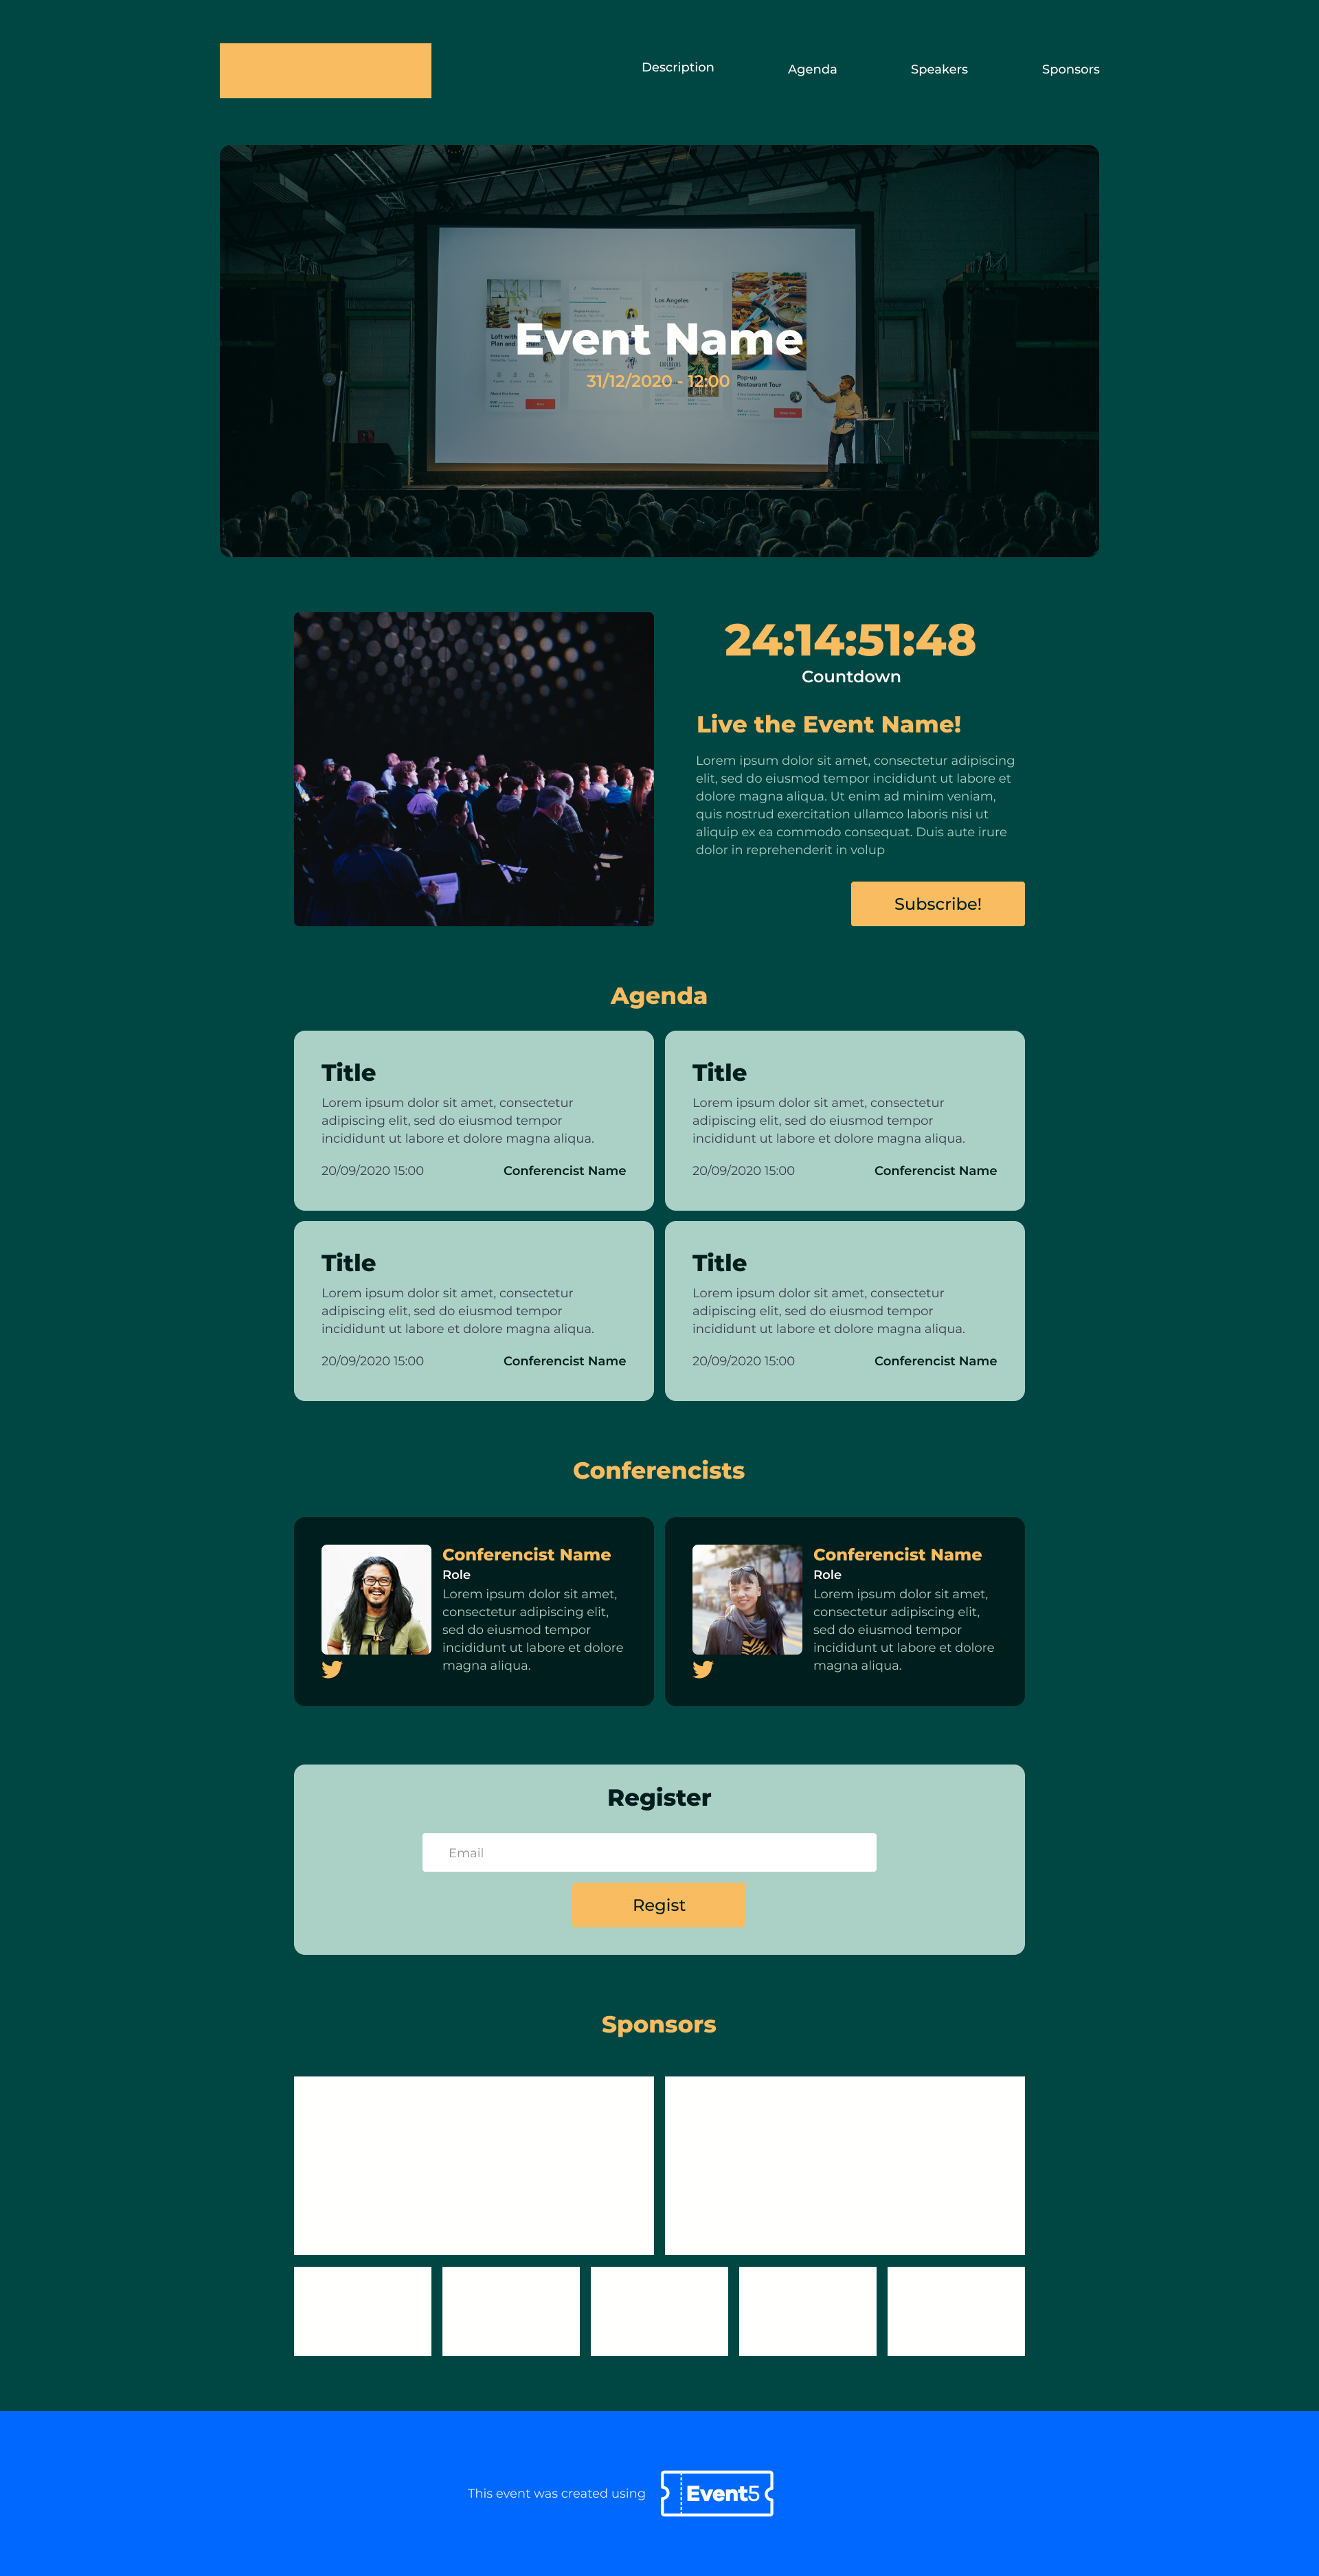 Description
Agenda
Speakers
Sponsors
Los Angeles
Loft with
Plan and
Pop-up
Restaurant Tour
Event Name
31/12/2020 - 12:00
24:14:51:48
Countdown
Live the Event Name!
Lorem ipsum dolor sit amet, consectetur adipiscing
elit, sed do eiusmod tempor incididunt ut labore et
dolore magna aliqua. Ut enim ad minim veniam,
quis nostrud exercitation ullamco laboris nisi ut
aliquip ex ea commodo consequat. Duis aute irure
dolor in reprehenderit in volup
Subscribe!
Agenda
Title
Lorem ipsum dolor sit amet, consectetur
adipiscing elit, sed do eiusmod tempor
incididunt ut labore et dolore magna aliqua.
20/09/2020 15:00
Conferencist Name
Title
Lorem ipsum dolor sit amet, consectetur
adipiscing elit, sed do eiusmod tempor
incididunt ut labore et dolore magna aliqua.
20/09/2020 15:00
Conferencist Name
Title
Lorem ipsum dolor sit amet, consectetur
adipiscing elit, sed do eiusmod tempor
incididunt ut labore et dolore magna aliqua.
20/09/2020 15:00
Conferencist Name
Title
Lorem ipsum dolor sit amet, consectetur
adipiscing elit, sed do eiusmod tempor
incididunt ut labore et dolore magna aliqua.
20/09/2020 15:00
Conferencist Name
Conferencists
Conferencist Name
Role
Lorem ipsum dolor sit amet,
consectetur adipiscing elit,
sed do eiusmod tempor
incididunt ut labore et dolore
magna aliqua.
Conferencist Name
Role
Lorem ipsum dolor sit amet,
consectetur adipiscing elit,
sed do eiusmod tempor
incididunt ut labore et dolore
magna aliqua.
Register
Email
Regist
Sponsors
This event was created using
Event5